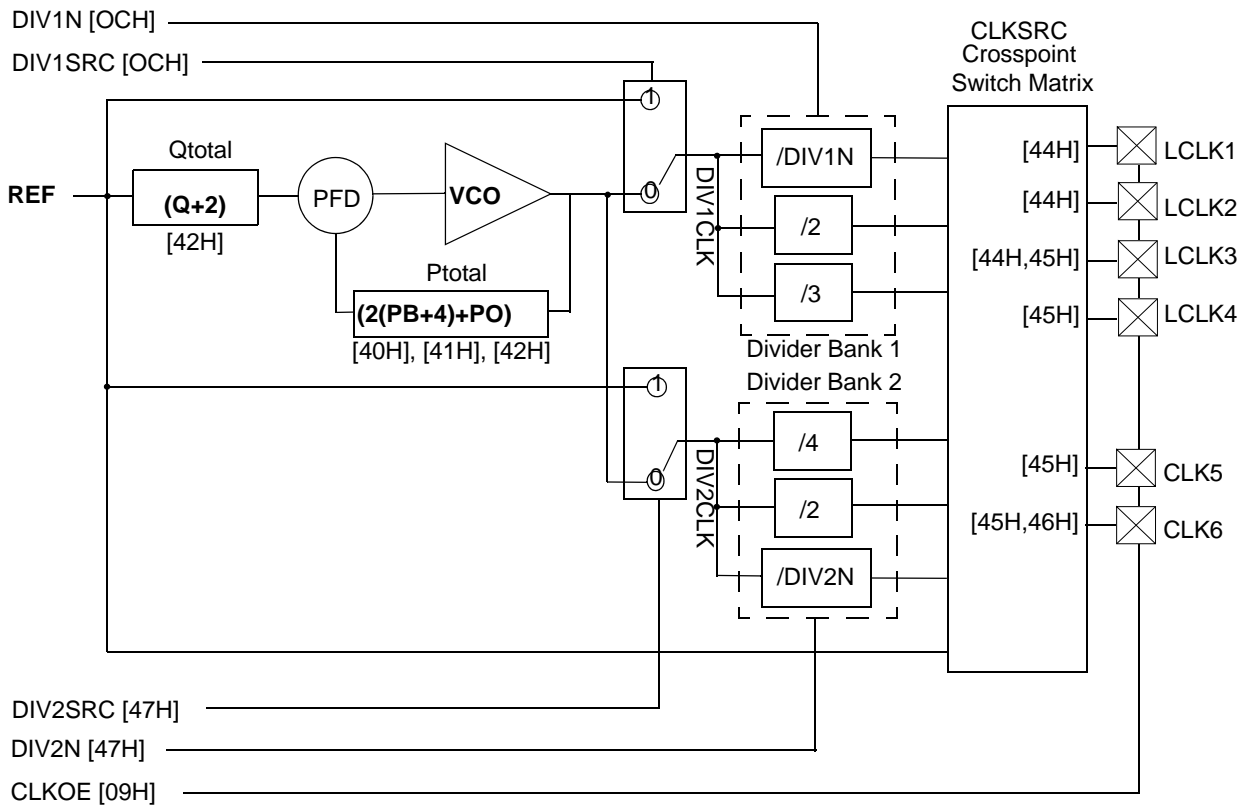 DIV1N [OCH]
DIV1SRC [OCH]
CLKSRC
Crosspoint
Switch Matrix
1
Qtotal
/DIV1N
[44H]
LCLK1
REF
(Q+2)
PFD
VCO
0
DIV1CLK
[44H]
LCLK2
[42H]
/2
[44H,45H]
LCLK3
Ptotal
/3
(2(PB+4)+PO)
[45H]
LCLK4
[40H], [41H], [42H]
Divider Bank 1
Divider Bank 2
1
/4
0
DIV2CLK
[45H]
CLK5
/2
[45H,46H]
CLK6
/DIV2N
DIV2SRC [47H]
DIV2N [47H]
CLKOE [09H]